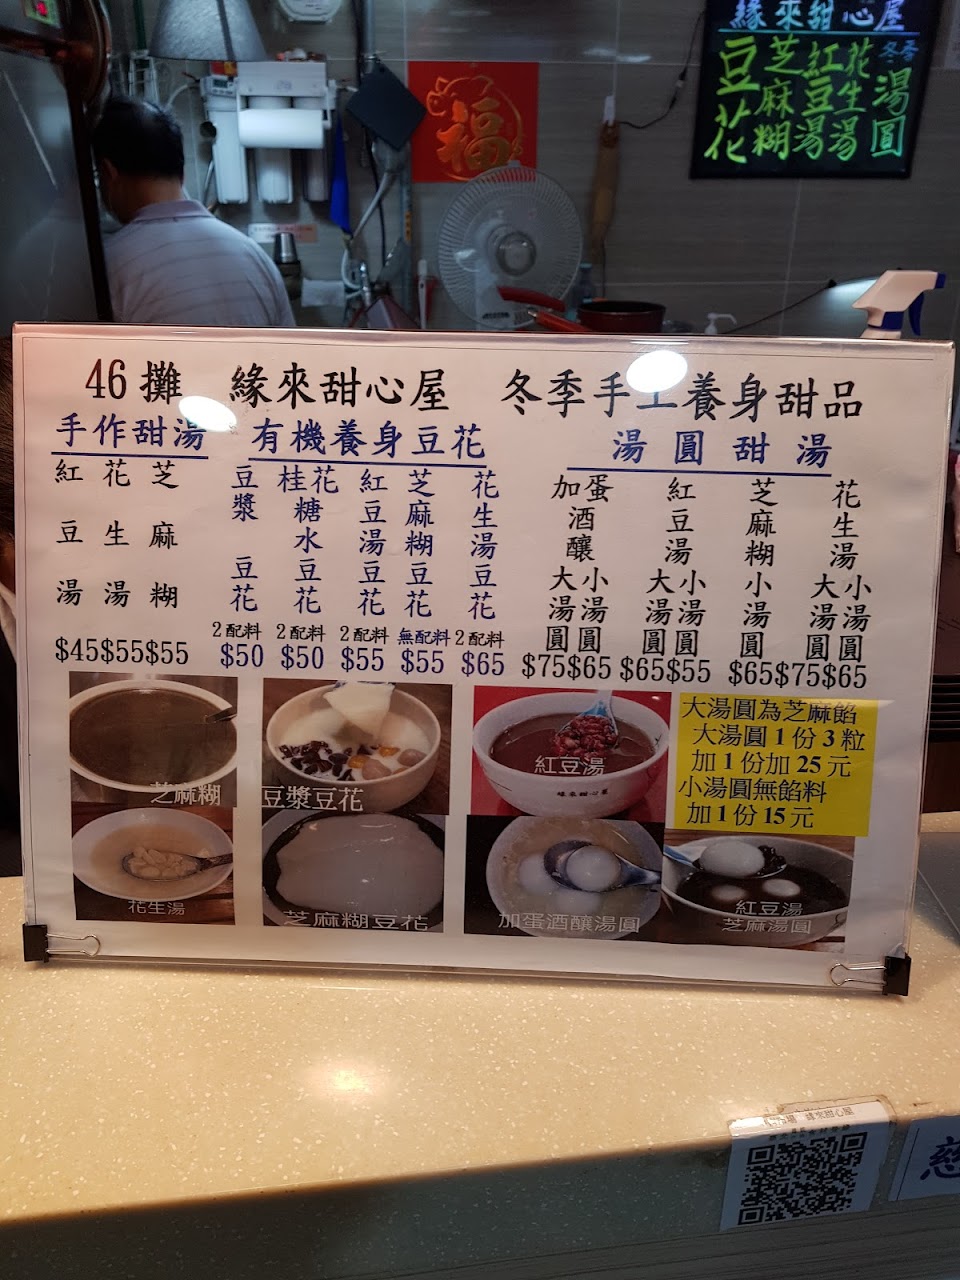 緣來甜心屋
豆花
芝麻糊
紅豆湯
花生湯
冬季
湯圓
福
46攤 緣來甜心屋 冬季手工養身甜品
手作甜湯
紅豆湯 $45
花生湯 $55
芝麻糊 $55
有機養身豆花
豆漿豆花 2配料 $50
桂花糖水豆花 2配料 $50
紅豆湯豆花 2配料 $55
芝麻糊豆花 無配料 $55
花生湯豆花 2配料 $65
湯圓甜湯
加蛋酒釀 大湯圓 小湯圓 $75 $65
紅豆湯 大湯圓 小湯圓 $65 $55
芝麻糊 小湯圓 $65
花生湯 大湯圓 小湯圓 $75 $65
大湯圓為芝麻餡
大湯圓1份3粒
加1份加25元
小湯圓無餡料
加1份15元
芝麻糊
豆漿豆花
紅豆湯
緣來甜心屋
花生湯
芝麻糊豆花
加蛋酒釀湯圓
紅豆湯
芝麻湯圓
緣來甜心屋